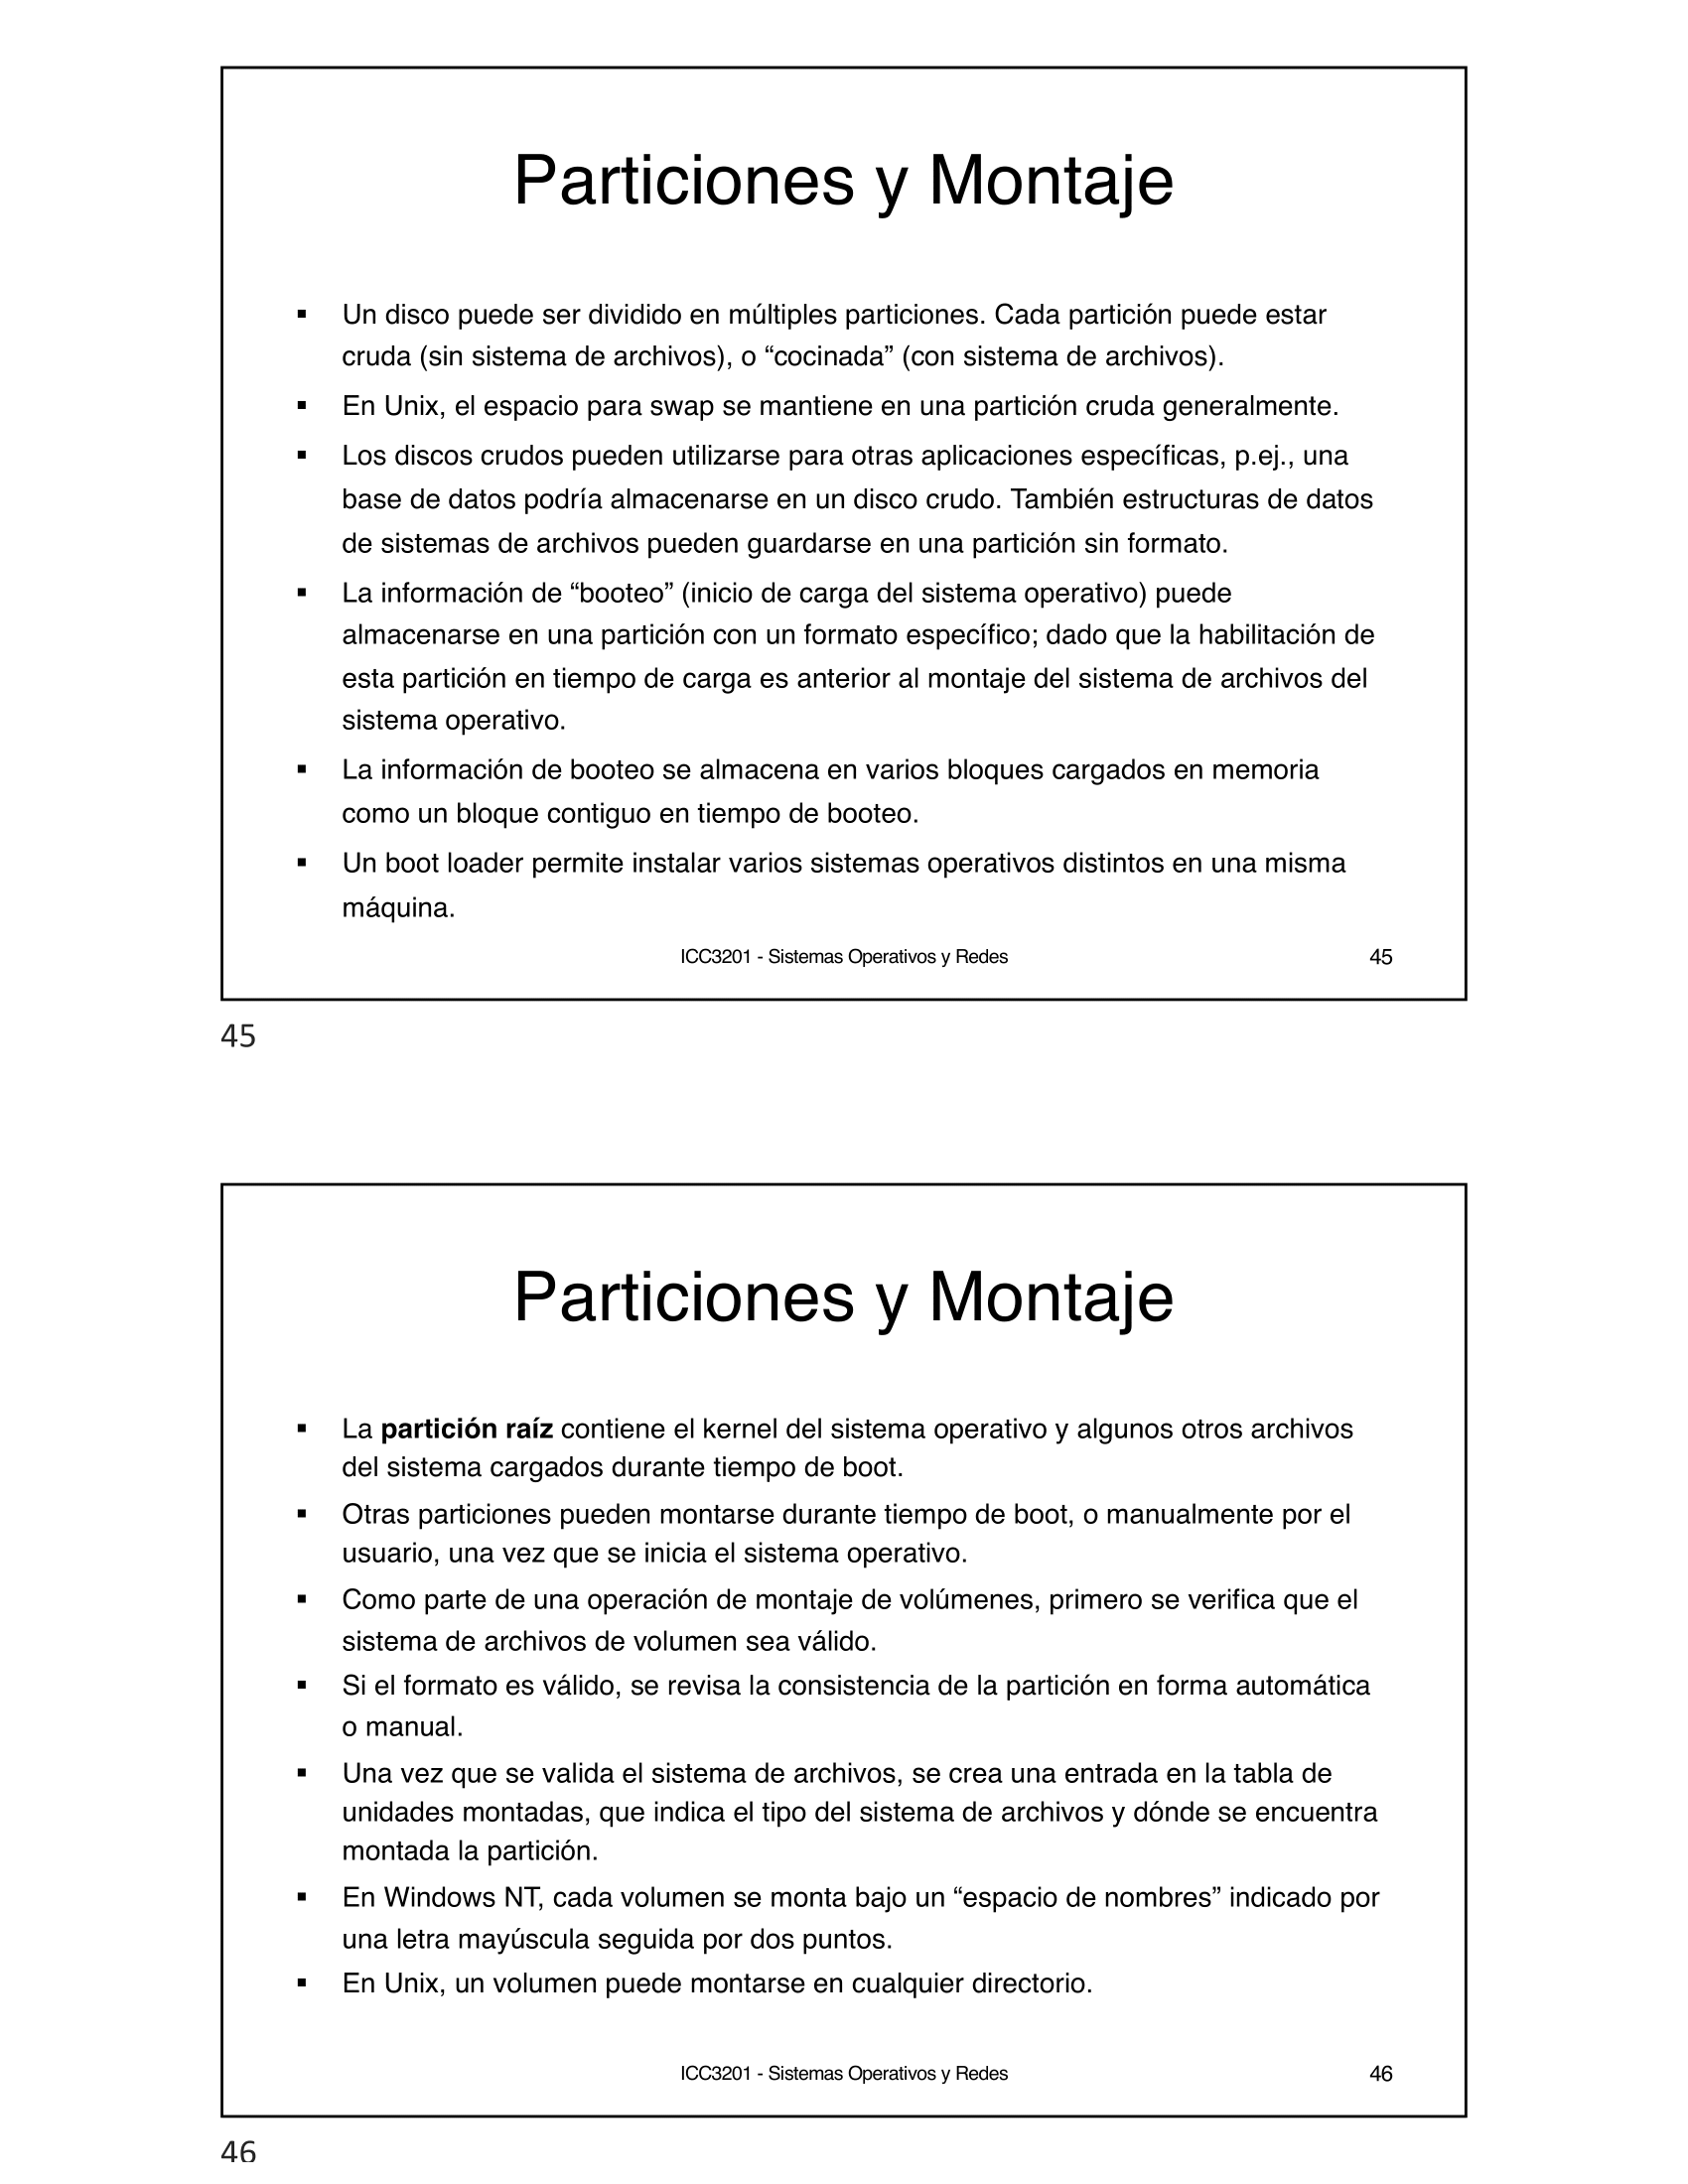 Particiones y Montaje
▪ Un disco puede ser dividido en múltiples particiones. Cada partición puede estar
cruda (sin sistema de archivos), o “cocinada” (con sistema de archivos).
▪ En Unix, el espacio para swap se mantiene en una partición cruda generalmente.
▪ Los discos crudos pueden utilizarse para otras aplicaciones específicas, p.ej., una
base de datos podría almacenarse en un disco crudo. También estructuras de datos
de sistemas de archivos pueden guardarse en una partición sin formato.
▪ La información de “booteo” (inicio de carga del sistema operativo) puede
almacenarse en una partición con un formato específico; dado que la habilitación de
esta partición en tiempo de carga es anterior al montaje del sistema de archivos del
sistema operativo.
▪ La información de booteo se almacena en varios bloques cargados en memoria
como un bloque contiguo en tiempo de booteo.
▪ Un boot loader permite instalar varios sistemas operativos distintos en una misma
máquina.
ICC3201 - Sistemas Operativos y Redes 45
45
Particiones y Montaje
▪ La partición raíz contiene el kernel del sistema operativo y algunos otros archivos
del sistema cargados durante tiempo de boot.
▪ Otras particiones pueden montarse durante tiempo de boot, o manualmente por el
usuario, una vez que se inicia el sistema operativo.
▪ Como parte de una operación de montaje de volúmenes, primero se verifica que el
sistema de archivos de volumen sea válido.
▪ Si el formato es válido, se revisa la consistencia de la partición en forma automática
o manual.
▪ Una vez que se valida el sistema de archivos, se crea una entrada en la tabla de
unidades montadas, que indica el tipo del sistema de archivos y dónde se encuentra
montada la partición.
▪ En Windows NT, cada volumen se monta bajo un “espacio de nombres” indicado por
una letra mayúscula seguida por dos puntos.
▪ En Unix, un volumen puede montarse en cualquier directorio.
ICC3201 - Sistemas Operativos y Redes 46
46